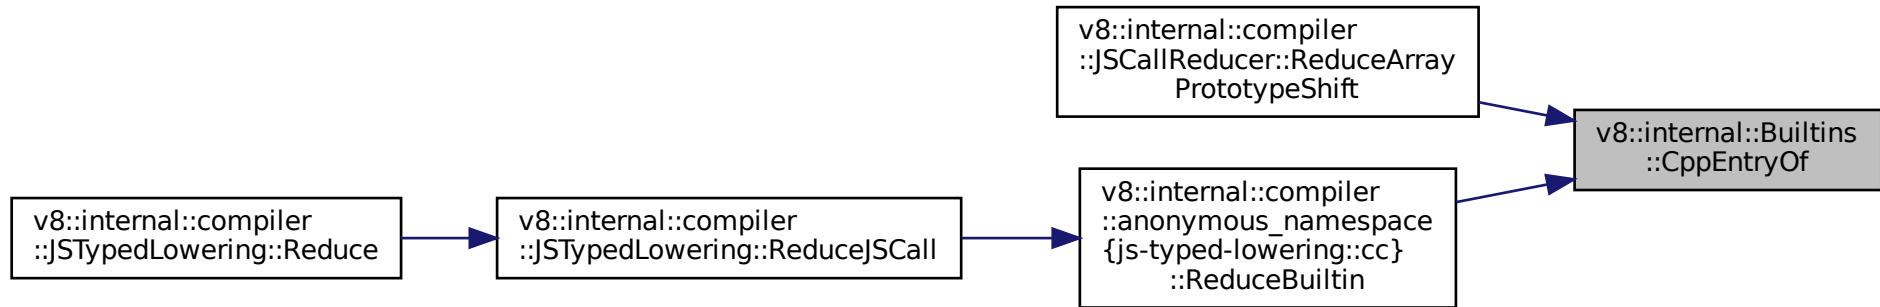 v8::internal::compiler
::JSCallReducer::ReduceArray
PrototypeShift
v8::internal::Builtins
::CppEntryOf
v8::internal::compiler
::JSTypedLowering::Reduce
v8::internal::compiler
::JSTypedLowering::ReduceJSCall
v8::internal::compiler
::anonymous_namespace
{js-typed-lowering::cc}
::ReduceBuiltin